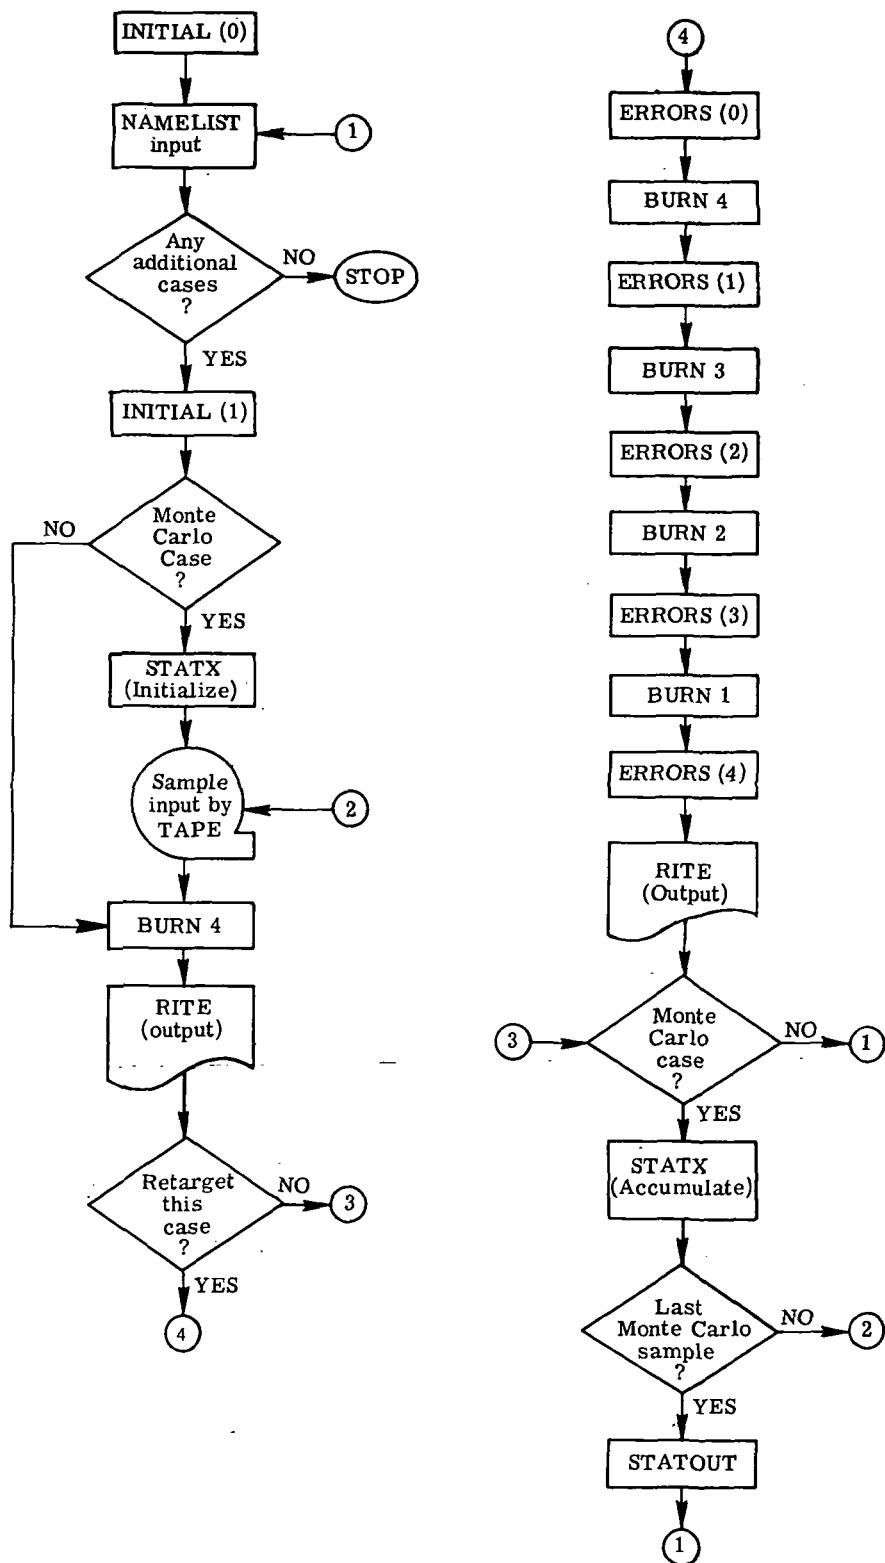 INITIAL (0)
NAMELIST
input
1
Any
additional
cases
?
NO
STOP
YES
INITIAL (1)
Monte
Carlo
Case
?
NO
YES
STATX
(Initialize)
Sample
input by
TAPE
2
BURN 4
RITE
(output)
Retarget
this
case
?
NO
3
YES
4
4
ERRORS (0)
BURN 4
ERRORS (1)
BURN 3
ERRORS (2)
BURN 2
ERRORS (3)
BURN 1
ERRORS (4)
RITE
(Output)
3
Monte
Carlo
case
?
NO
1
YES
STATX
(Accumulate)
Last
Monte Carlo
sample
?
NO
2
YES
STATOUT
1